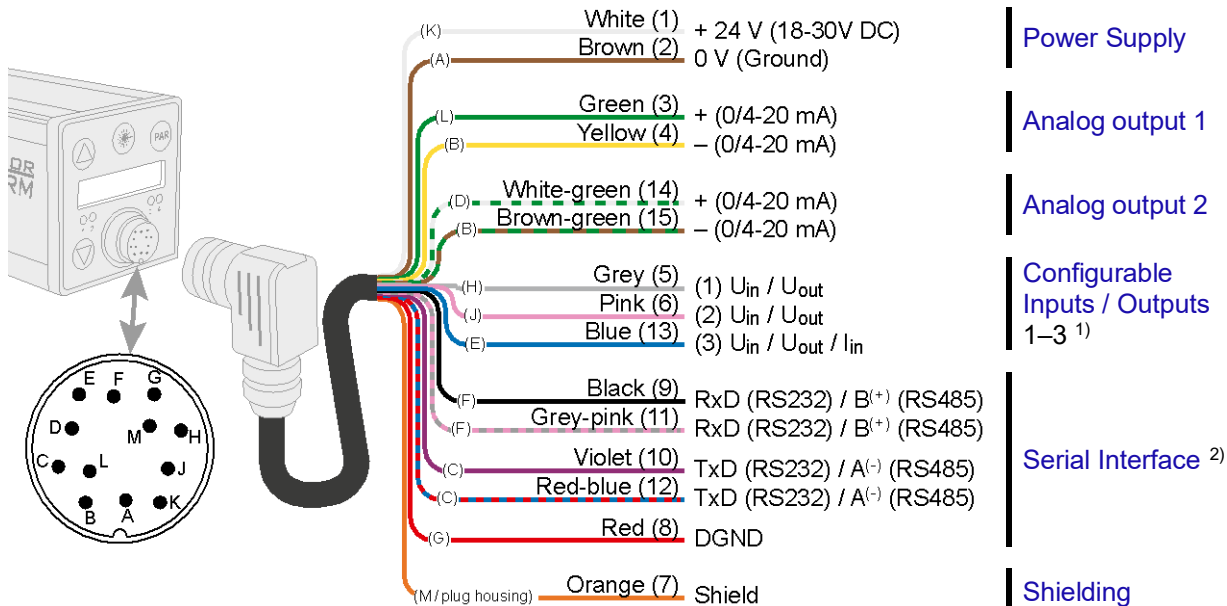 White (1)
(K)
+ 24 V (18-30V DC)
Brown (2)
(A)
0 V (Ground)
Power Supply
Green (3)
(L)
+ (0/4-20 mA)
Yellow (4)
(B)
– (0/4-20 mA)
Analog output 1
White-green (14)
(D)
+ (0/4-20 mA)
Brown-green (15)
(B)
– (0/4-20 mA)
Analog output 2
Grey (5)
(H)
(1) Uin / Uout
Pink (6)
(J)
(2) Uin / Uout
Blue (13)
(E)
(3) Uin / Uout / Iin
Configurable
Inputs / Outputs
1–3 1)
Black (9)
(F)
RxD (RS232) / B(+) (RS485)
Grey-pink (11)
(F)
RxD (RS232) / B(+) (RS485)
Violet (10)
(C)
TxD (RS232) / A(-) (RS485)
Red-blue (12)
(C)
TxD (RS232) / A(-) (RS485)
Red (8)
(G)
DGND
Serial Interface 2)
Orange (7)
(M/plug housing)
Shield
Shielding
PAR
E F G
D M H
C L J
B A K